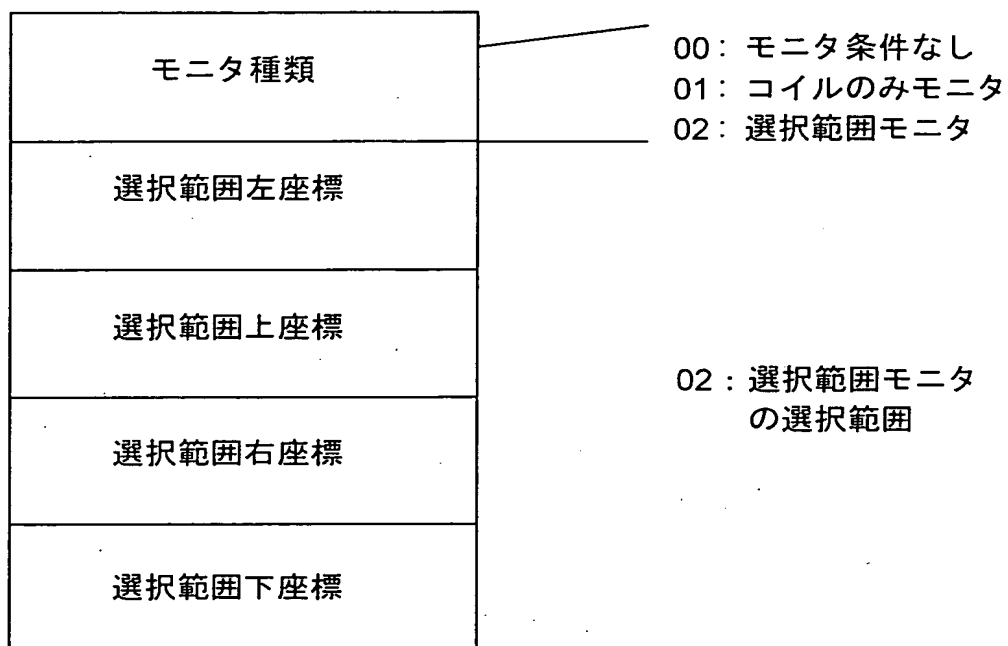 モニタ種類
00：モニタ条件なし
01：コイルのみモニタ
02：選択範囲モニタ
選択範囲左座標
選択範囲上座標
選択範囲右座標
02：選択範囲モニタ
の選択範囲
選択範囲下座標